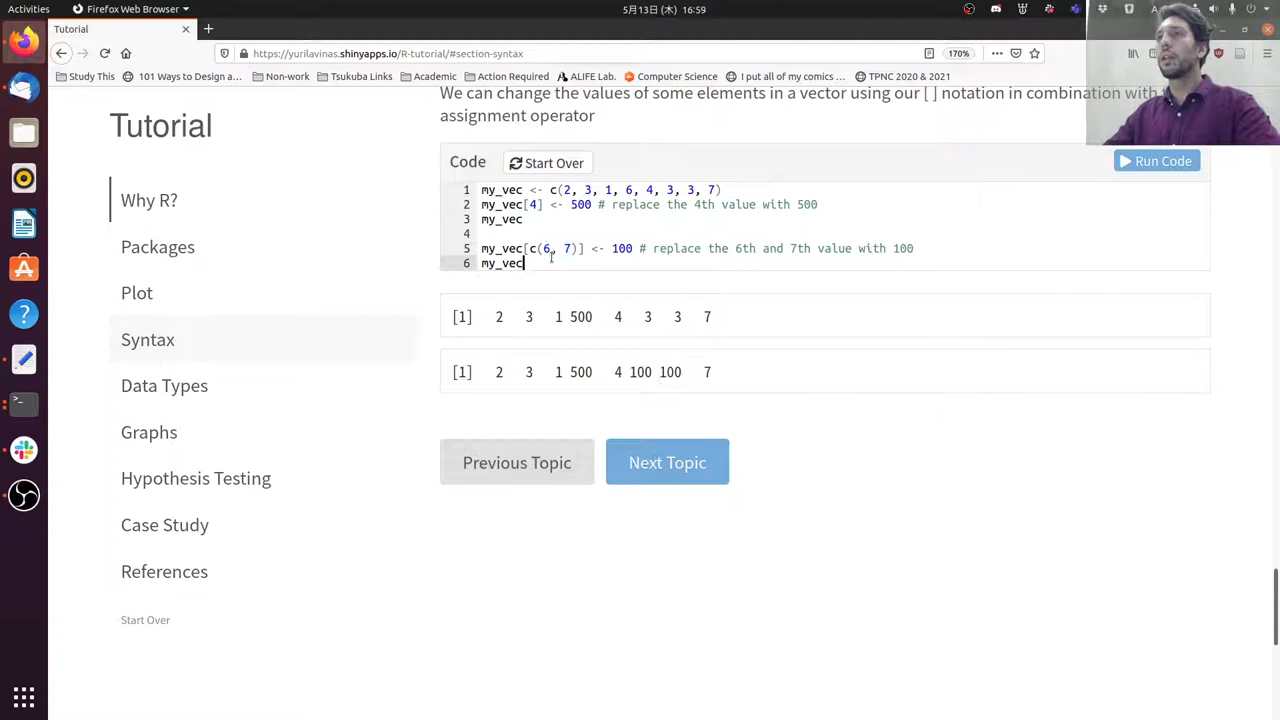 Activities
Firefox Web Browser
5月13日(木) 16:59
Tutorial
https://yurilavinas.shinyapps.io/R-tutorial/#section-syntax
170%
Study This
101 Ways to Design a...
Non-work
Tsukuba Links
Academic
Action Required
ALIFE Lab.
Computer Science
I put all of my comics ...
TPNC 2020 & 2021
Tutorial
Why R?
Packages
Plot
Syntax
Data Types
Graphs
Hypothesis Testing
Case Study
References
Start Over
We can change the values of some elements in a vector using our [ ] notation in combination with
assignment operator
Code
Start Over
Run Code
1 my_vec <- c(2, 3, 1, 6, 4, 3, 3, 7)
2 my_vec[4] <- 500 # replace the 4th value with 500
3 my_vec
4
5 my_vec[c(6, 7)] <- 100 # replace the 6th and 7th value with 100
6 my_vec
[1] 2 3 1 500 4 3 3 7
[1] 2 3 1 500 4 100 100 7
Previous Topic
Next Topic